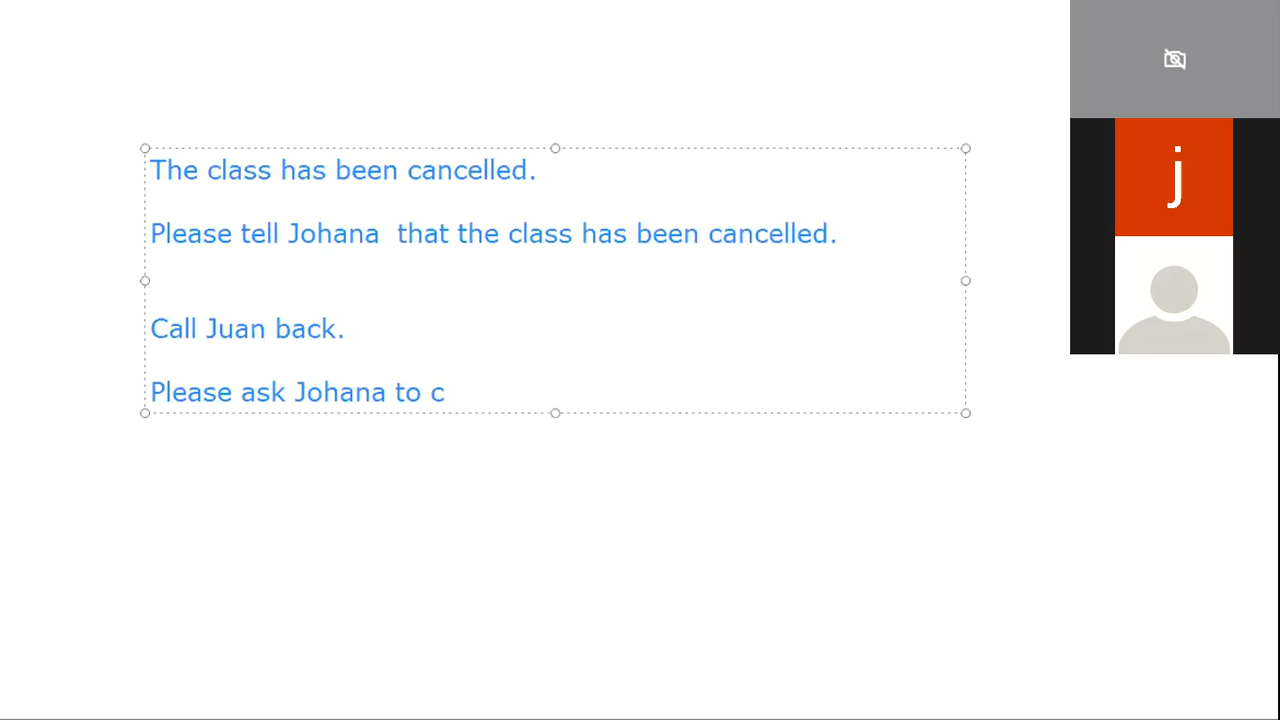 The class has been cancelled.
Please tell Johana  that the class has been cancelled.
Call Juan back.
Please ask Johana to c
j